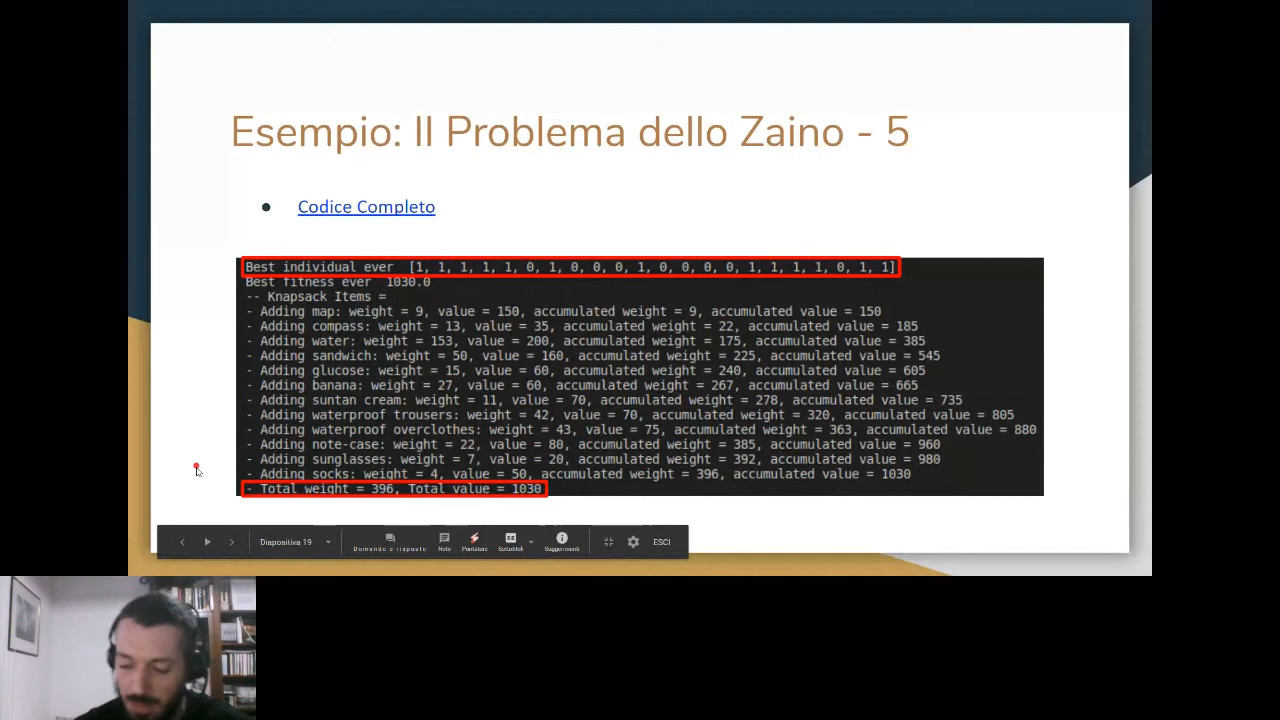 Esempio: Il Problema dello Zaino - 5
Codice Completo
Best individual ever [1, 1, 1, 1, 1, 0, 1, 0, 0, 0, 1, 0, 0, 0, 0, 1, 1, 1, 1, 0, 1, 1]
Best fitness ever 1030.0
-- Knapsack Items =
- Adding map: weight = 9, value = 150, accumulated weight = 9, accumulated value = 150
- Adding compass: weight = 13, value = 35, accumulated weight = 22, accumulated value = 185
- Adding water: weight = 153, value = 200, accumulated weight = 175, accumulated value = 385
- Adding sandwich: weight = 50, value = 160, accumulated weight = 225, accumulated value = 545
- Adding glucose: weight = 15, value = 60, accumulated weight = 240, accumulated value = 605
- Adding banana: weight = 27, value = 60, accumulated weight = 267, accumulated value = 665
- Adding suntan cream: weight = 11, value = 70, accumulated weight = 278, accumulated value = 735
- Adding waterproof trousers: weight = 42, value = 70, accumulated weight = 320, accumulated value = 805
- Adding waterproof overclothes: weight = 43, value = 75, accumulated weight = 363, accumulated value = 880
- Adding note-case: weight = 22, value = 80, accumulated weight = 385, accumulated value = 960
- Adding sunglasses: weight = 7, value = 20, accumulated weight = 392, accumulated value = 980
- Adding socks: weight = 4, value = 50, accumulated weight = 396, accumulated value = 1030
- Total weight = 396, Total value = 1030
Diapositiva 19 Domande e risposte Note Puntatore Sottotitoli Suggerimenti ESCI